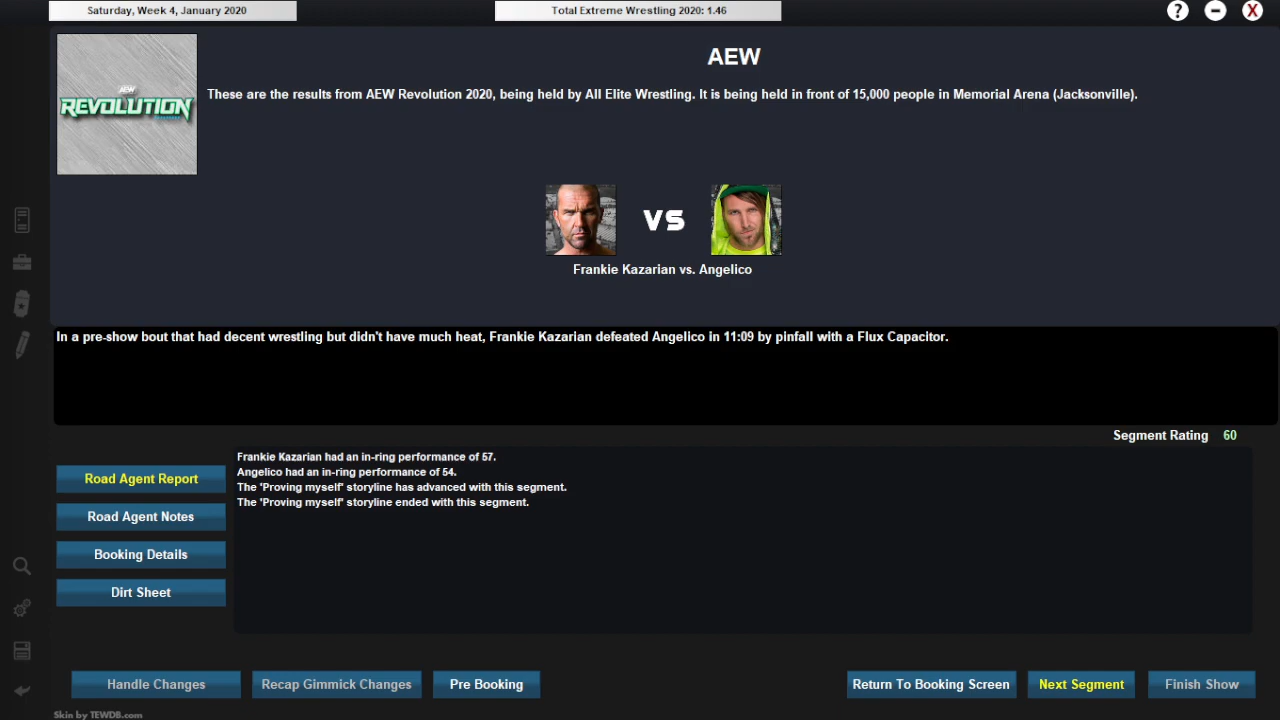 Saturday, Week 4, January 2020
Total Extreme Wrestling 2020: 1.46
?
X
AEW
AEW
REVOLUTION
These are the results from AEW Revolution 2020, being held by All Elite Wrestling. It is being held in front of 15,000 people in Memorial Arena (Jacksonville).
VS
Frankie Kazarian vs. Angelico
In a pre-show bout that had decent wrestling but didn't have much heat, Frankie Kazarian defeated Angelico in 11:09 by pinfall with a Flux Capacitor.
Segment Rating 60
Road Agent Report
Road Agent Notes
Booking Details
Dirt Sheet
Frankie Kazarian had an in-ring performance of 57.
Angelico had an in-ring performance of 54.
The 'Proving myself' storyline has advanced with this segment.
The 'Proving myself' storyline ended with this segment.
Handle Changes
Recap Gimmick Changes
Pre Booking
Return To Booking Screen
Next Segment
Finish Show
Skin by TEWDB.com